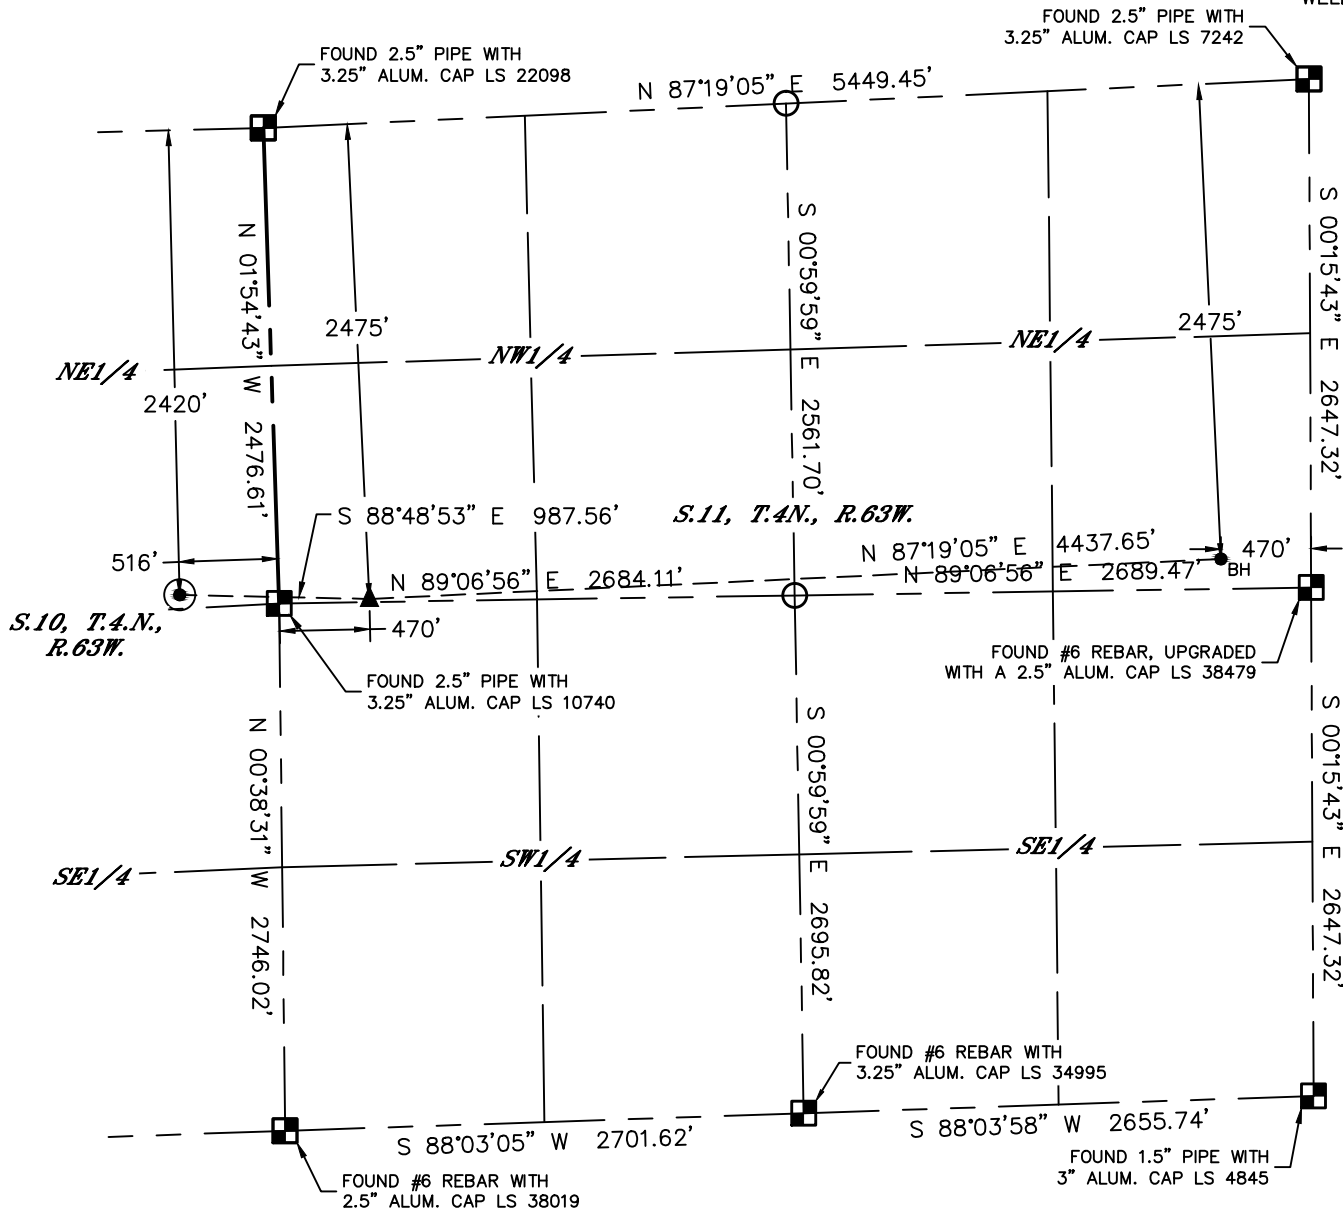 FOUND 2.5" PIPE WITH
3.25" ALUM. CAP LS 7242
FOUND 2.5" PIPE WITH
3.25" ALUM. CAP LS 22098
N 87°19'05" E 5449.45'
N 01°54'43" W 2476.61'
2475'
S 00°59'59" E 2561.70'
2475'
S 00°15'43" E 2647.32'
NE1/4
NW1/4
NE1/4
2420'
S 88°48'53" E 987.56'
S.11, T.4N., R.63W.
516'
N 87°19'05" E 4437.65'
470'
N 89°06'56" E 2684.11'
N 89°06'56" E 2689.47'
BH
S.10, T.4.N.,
R.63W.
470'
FOUND #6 REBAR, UPGRADED
WITH A 2.5" ALUM. CAP LS 38479
FOUND 2.5" PIPE WITH
3.25" ALUM. CAP LS 10740
N 00°38'31" W 2746.02'
S 00°59'59" E 2695.82'
S 00°15'43" E 2647.32'
SE1/4
SW1/4
SE1/4
FOUND #6 REBAR WITH
3.25" ALUM. CAP LS 34995
S 88°03'05" W 2701.62'
S 88°03'58" W 2655.74'
FOUND 1.5" PIPE WITH
3" ALUM. CAP LS 4845
FOUND #6 REBAR WITH
2.5" ALUM. CAP LS 38019